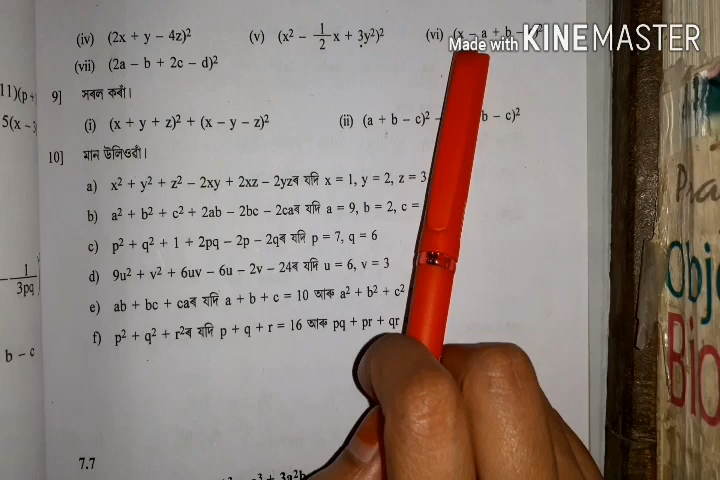 (iv) (2x + y − 4z)² (v) (x² − 1/2 x + 3y²)² (vi) (x − a + b
Made with KINEMASTER
(vii) (2a − b + 2c − d)²
11)(p +
9] সৰল কৰাঁ।
5(x − 3
(i) (x + y + z)² + (x − y − z)² (ii) (a + b − c)² − b − c)²
10] মান উলিওৱাঁ।
a) x² + y² + z² − 2xy + 2xz − 2yzৰ যদি x = 1, y = 2, z = 3
b) a² + b² + c² + 2ab − 2bc − 2caৰ যদি a = 9, b = 2, c =
c) p² + q² + 1 + 2pq − 2p − 2qৰ যদি p = 7, q = 6
d) 9u² + v² + 6uv − 6u − 2v − 24ৰ যদি u = 6, v = 3
− 1/3pq
e) ab + bc + caৰ যদি a + b + c = 10 আৰু a² + b² + c²
f) p² + q² + r²ৰ যদি p + q + r = 16 আৰু pq + pr + qr
b − c
7.7
+ 3a²b
Obje
Bio